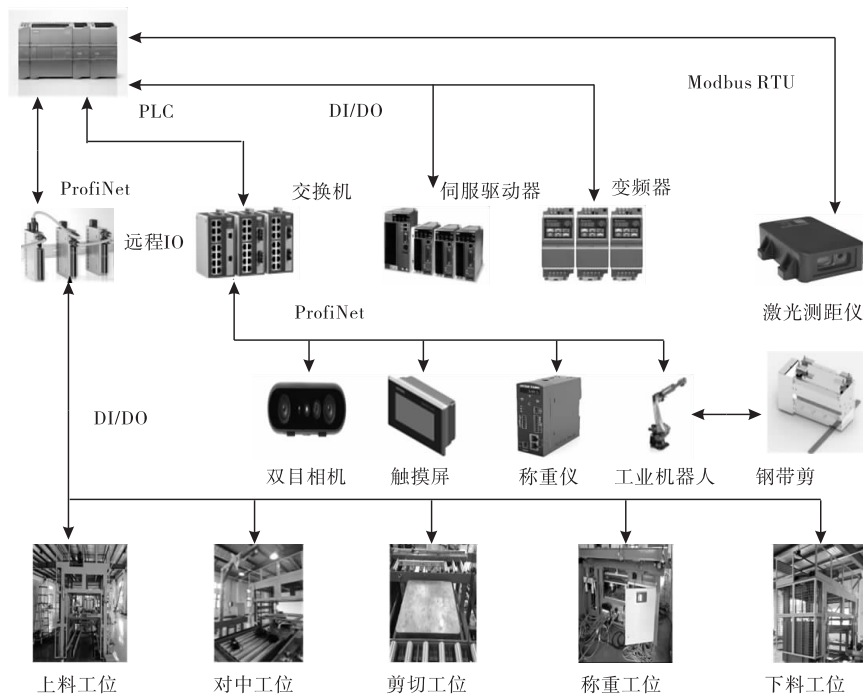 Modbus RTU
PLC
DI/DO
ProfiNet
交换机
伺服驱动器
变频器
远程IO
ProfiNet
激光测距仪
DI/DO
双目相机
触摸屏
称重仪
工业机器人
钢带剪
上料工位
对中工位
剪切工位
称重工位
下料工位